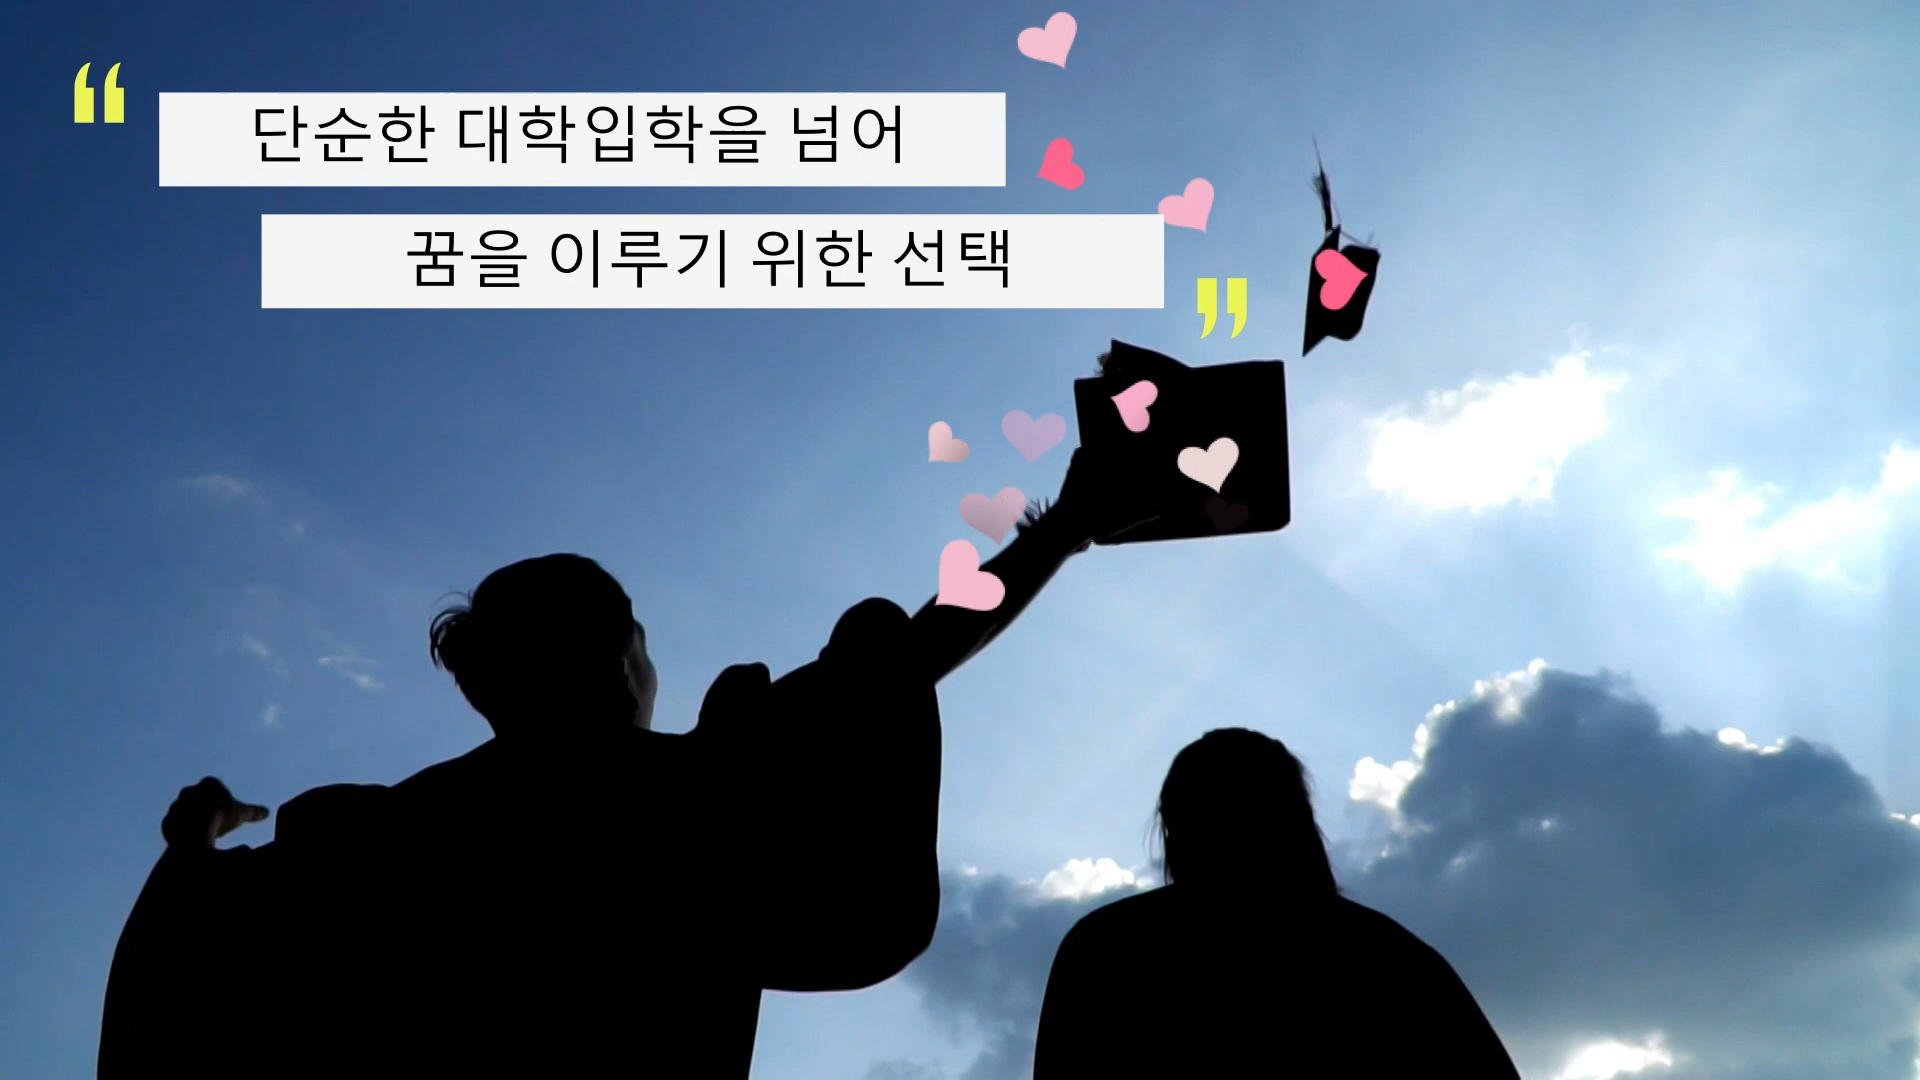 “
단순한 대학입학을 넘어
꿈을 이루기 위한 선택
”